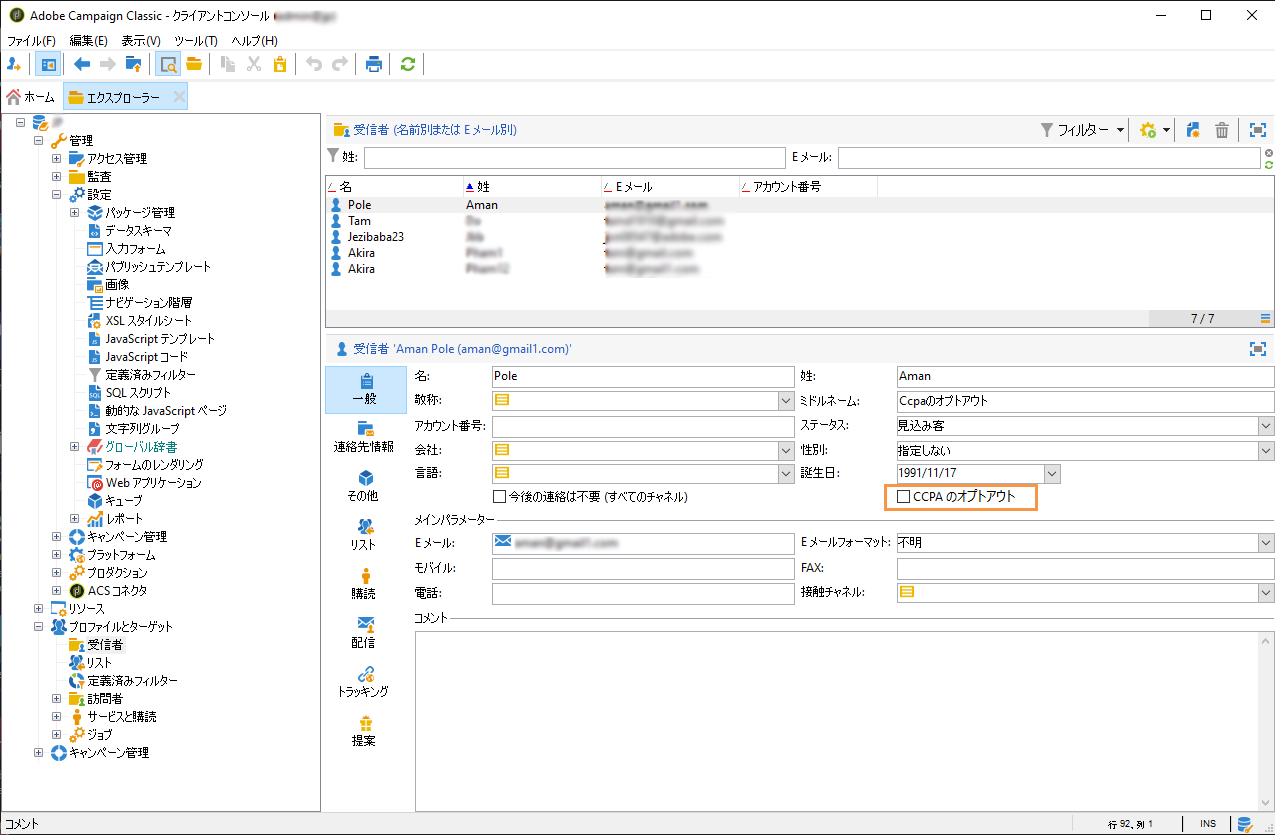 Adobe Campaign Classic - クライアントコンソール
ファイル(F) 編集(E) 表示(V) ツール(T) ヘルプ(H)
ホーム エクスプローラー
管理
アクセス管理
監査
設定
パッケージ管理
データスキーマ
入力フォーム
パブリッシュテンプレート
画像
ナビゲーション階層
XSL スタイルシート
JavaScript テンプレート
JavaScript コード
定義済みフィルター
SQL スクリプト
動的な JavaScript ページ
文字列グループ
グローバル辞書
フォームのレンダリング
Web アプリケーション
キューブ
レポート
キャンペーン管理
プラットフォーム
プロダクション
ACS コネクタ
リソース
プロファイルとターゲット
受信者
リスト
定義済みフィルター
訪問者
サービスと購読
ジョブ
キャンペーン管理
受信者 (名前別または E メール別) フィルター
姓: E メール:
名 姓 E メール アカウント番号
Pole Aman
Tam
Jezibaba23
Akira
Akira
7 / 7
受信者 'Aman Pole (aman@gmail1.com)'
一般
連絡先情報
その他
リスト
購読
配信
トラッキング
提案
名: Pole 姓: Aman
敬称: ミドルネーム: Ccpaのオプトアウト
アカウント番号: ステータス: 見込み客
会社: 性別: 指定しない
言語: 誕生日: 1991/11/17
今後の連絡は不要 (すべてのチャネル) CCPA のオプトアウト
メインパラメーター
E メール: aman@gmail1.com E メールフォーマット: 不明
モバイル: FAX:
電話: 接触チャネル:
コメント
コメント 行 92、列 1 INS